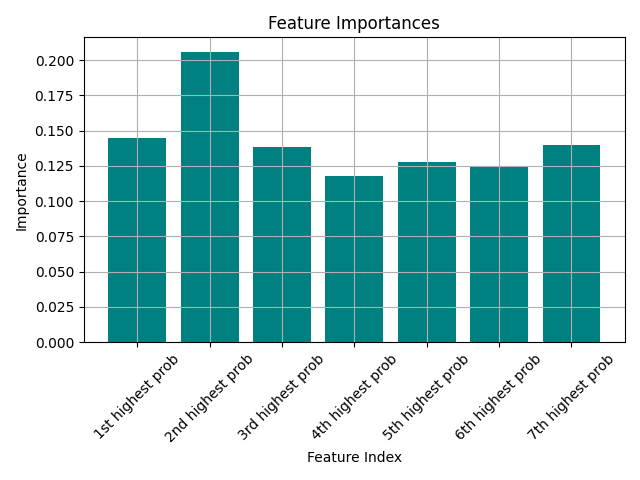 Feature Importances
Importance
0.200
0.175
0.150
0.125
0.100
0.075
0.050
0.025
0.000
1st highest prob
2nd highest prob
3rd highest prob
4th highest prob
5th highest prob
6th highest prob
7th highest prob
Feature Index